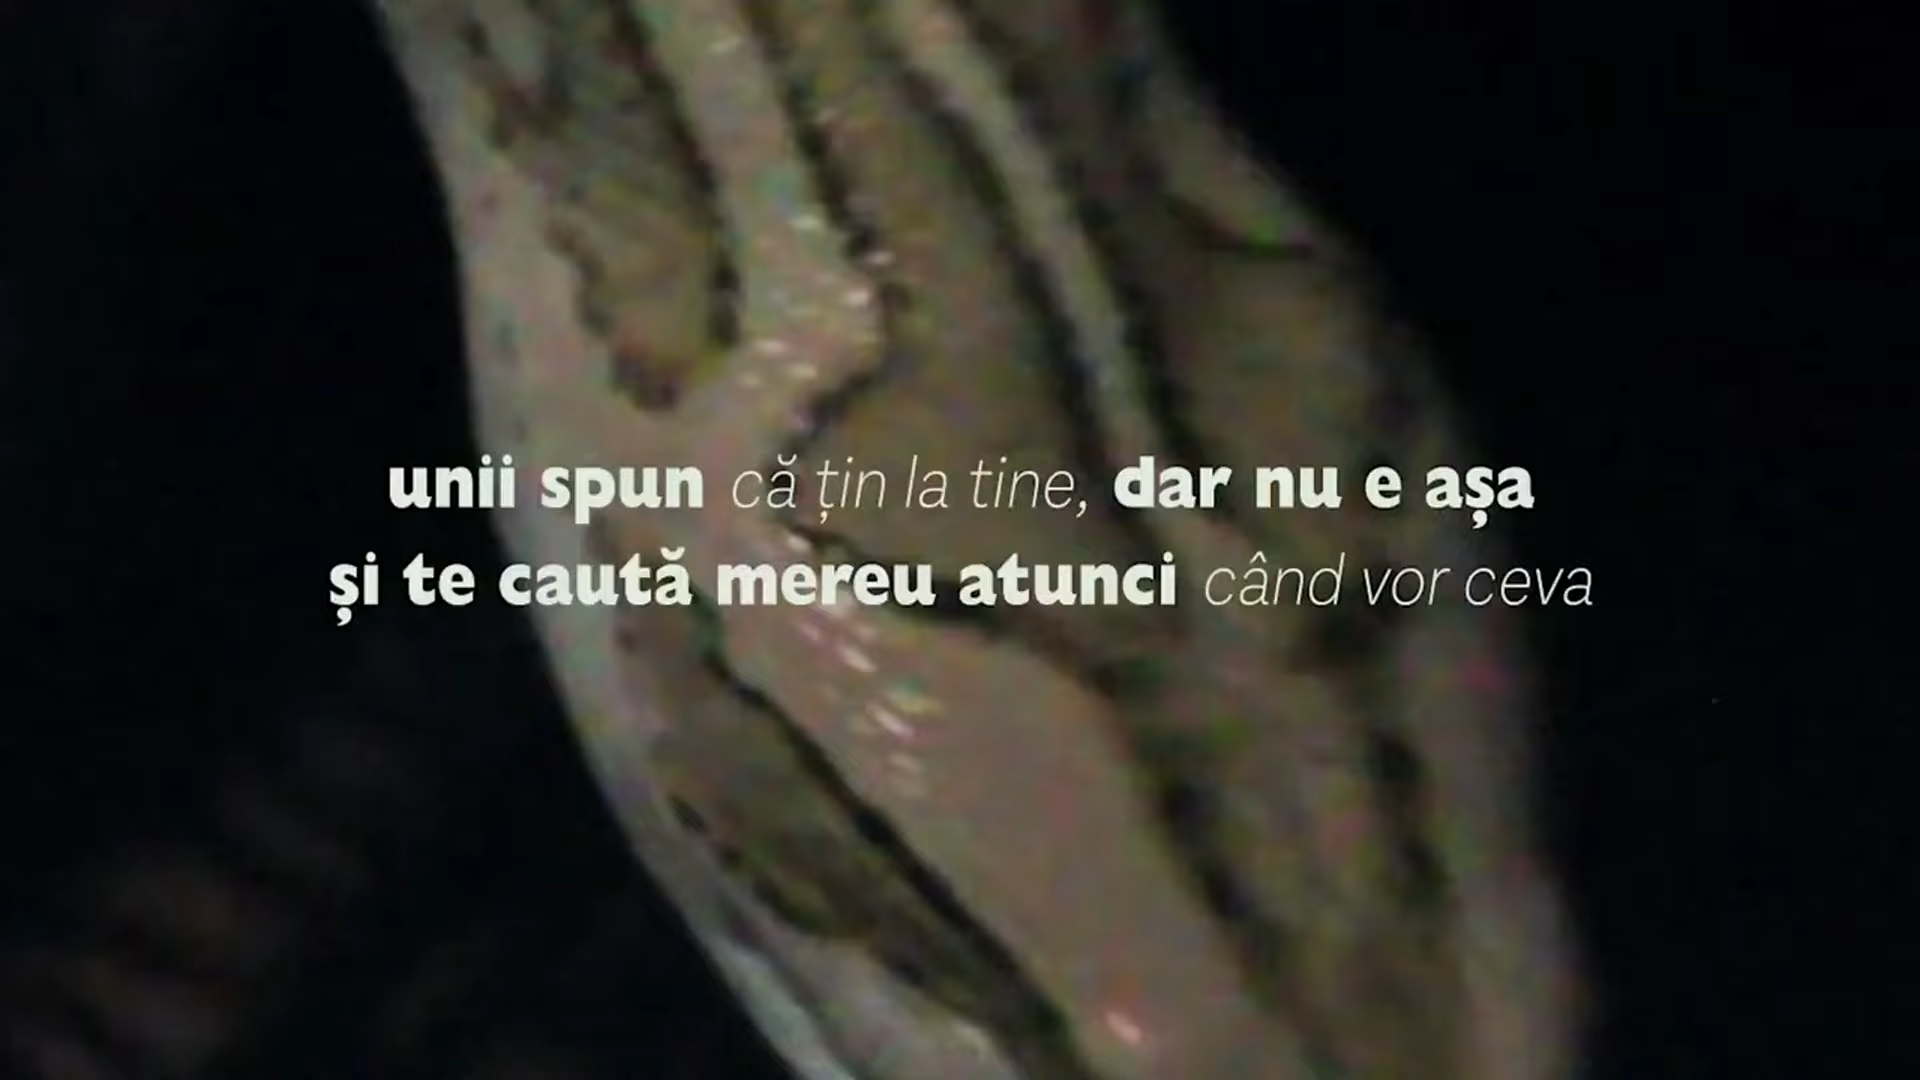 unii spun că țin la tine, dar nu e așa
și te caută mereu atunci când vor ceva